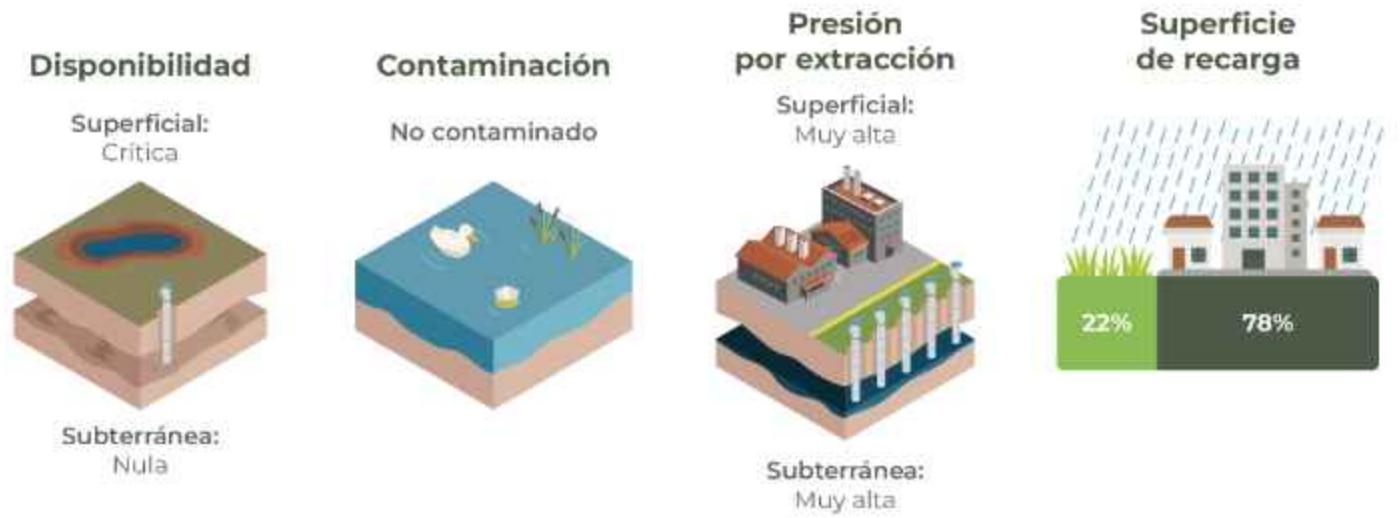 Disponibilidad
Superficial:
Crítica
Subterránea:
Nula
Contaminación
No contaminado
Presión
por extracción
Superficial:
Muy alta
Subterránea:
Muy alta
Superficie
de recarga
22%
78%